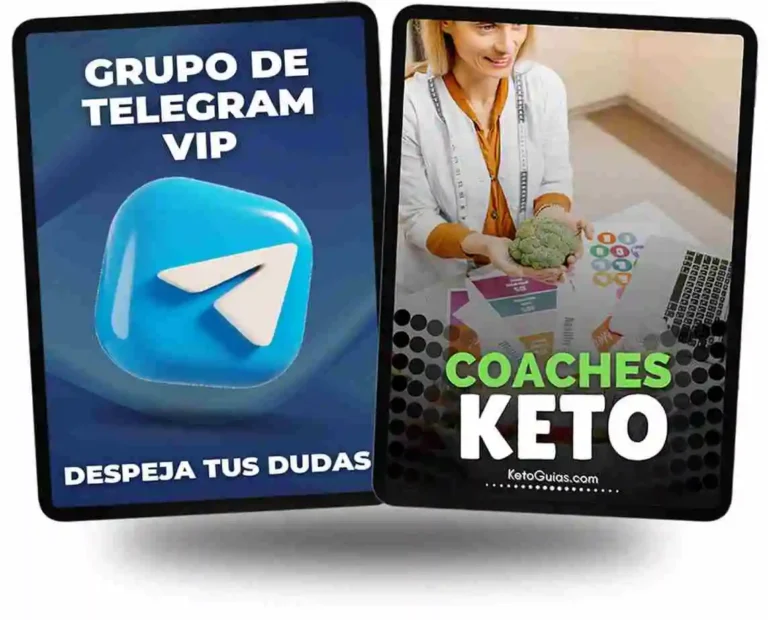 GRUPO DE
TELEGRAM
VIP
DESPEJA TUS DUDAS
COACHES
KETO
KetoGuias.com